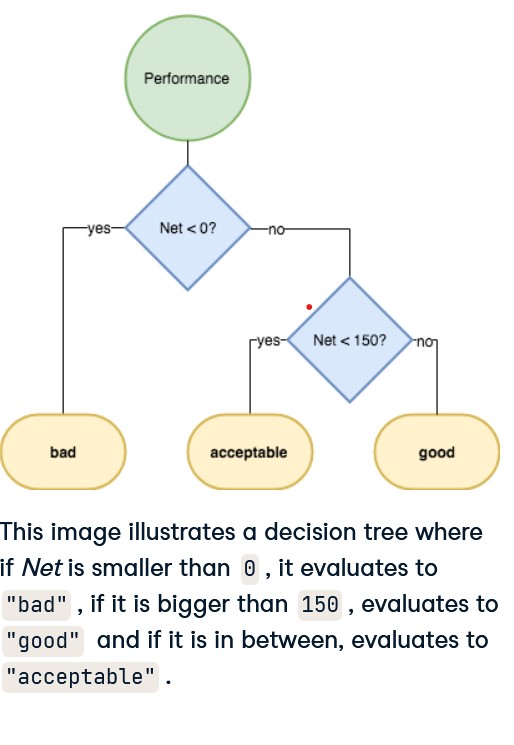 Performance
Net < 0?
yes
no
Net < 150?
yes
no
bad
acceptable
good
This image illustrates a decision tree where
if Net is smaller than 0 , it evaluates to
"bad" , if it is bigger than 150 , evaluates to
"good" and if it is in between, evaluates to
"acceptable" .